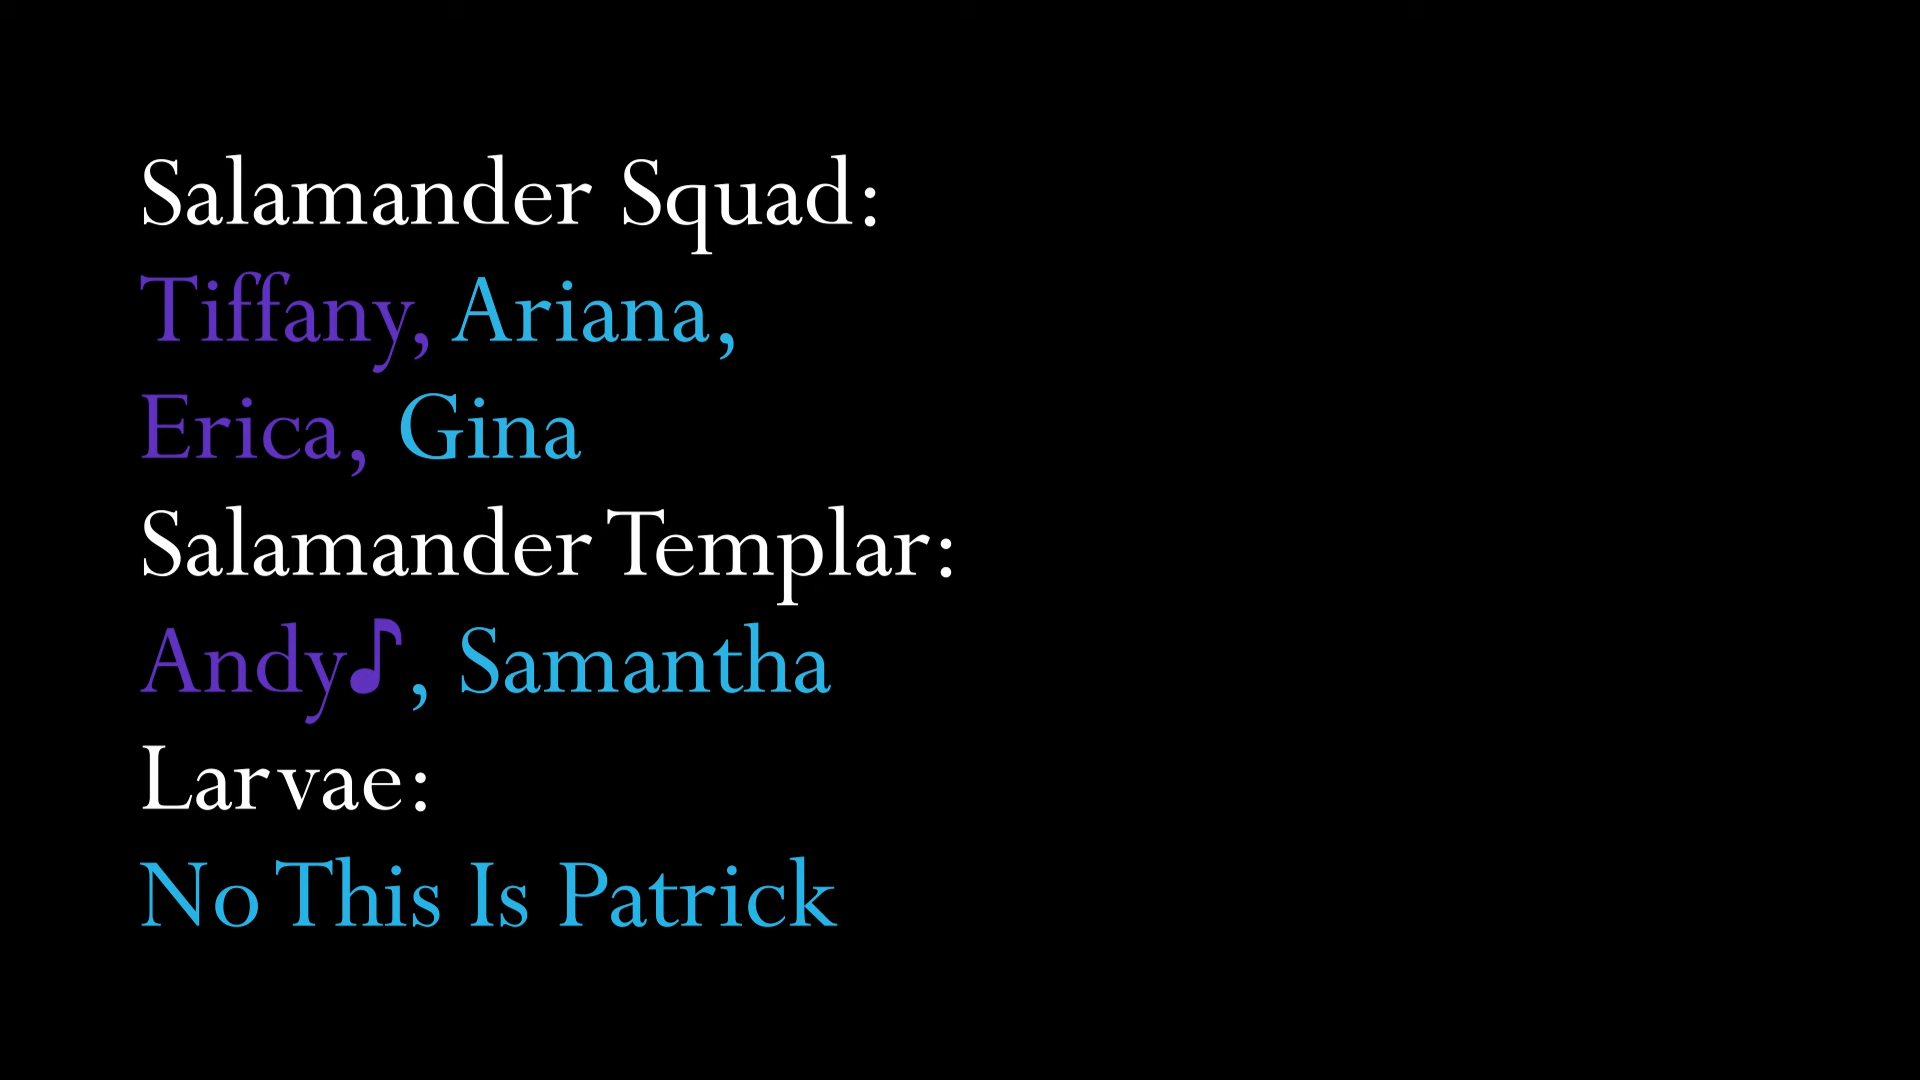 Salamander Squad:
Tiffany, Ariana,
Erica, Gina
Salamander Templar:
Andy♪, Samantha
Larvae:
No This Is Patrick